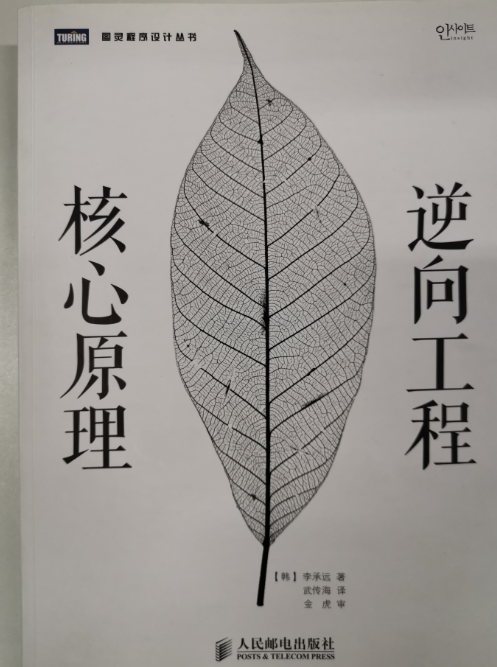 TURING
图灵程序设计丛书
인사이트
insight
逆向工程
核心原理
【韩】李承远 著
武传海 译
金虎 审
人民邮电出版社
POSTS & TELECOM PRESS